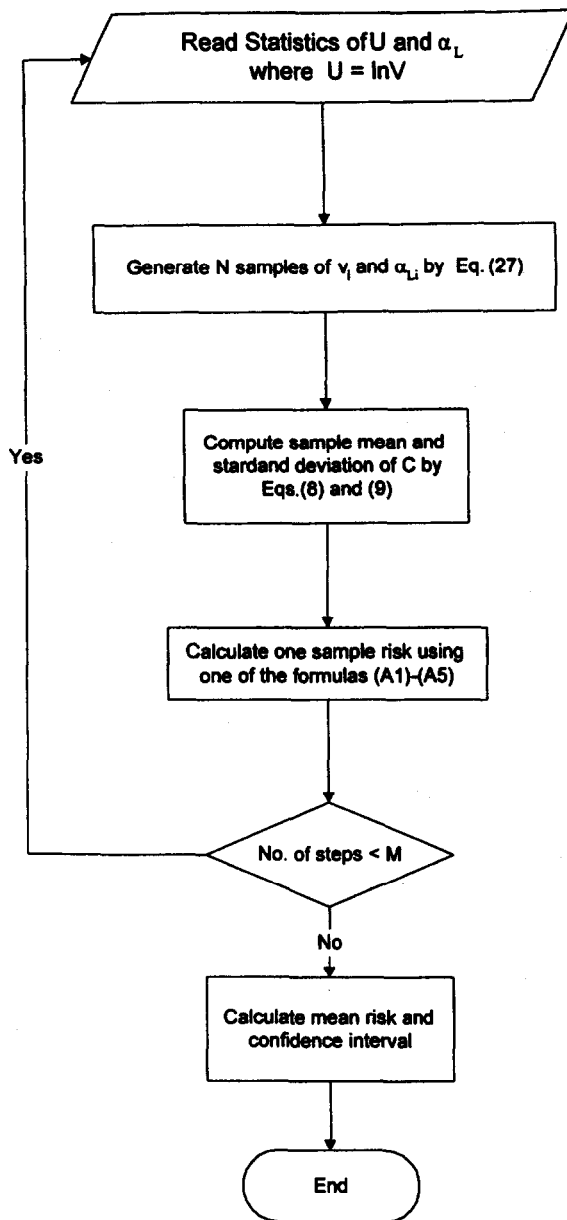 Read Statistics of U and α_L
where U = lnV
Generate N samples of v_i and α_Li by Eq. (27)
Compute sample mean and
stardand deviation of C by
Eqs.(8) and (9)
Yes
Calculate one sample risk using
one of the formulas (A1)-(A5)
No. of steps < M
No
Calculate mean risk and
confidence interval
End